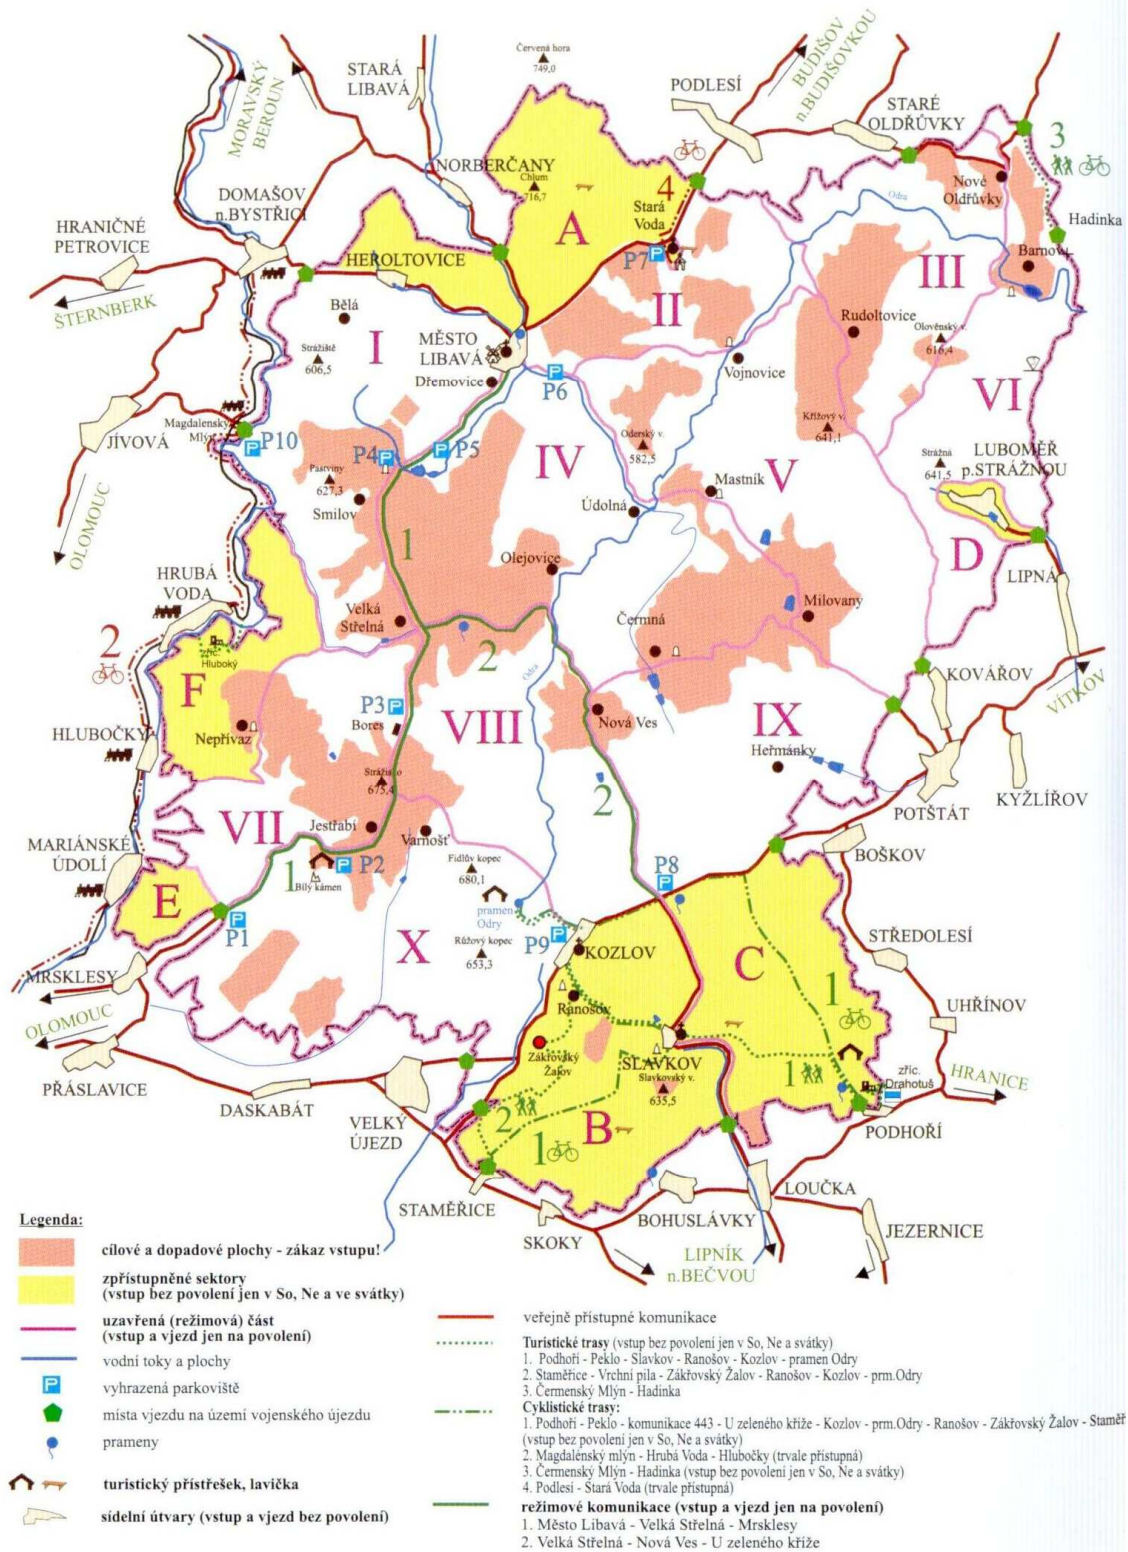 Červená hora
749,0
STARÁ
LIBAVÁ
PODLESÍ
BUDIŠOV
n.BUDIŠOVKOU
STARÉ
OLDŘŮVKY
MORAVSKÝ
BEROUN
3
NORBERČANY
Chlum
716,7
4
Stará
Voda
Nové
Oldřůvky
Odra
Hadinka
DOMAŠOV
n.BYSTŘICÍ
HRANIČNÉ
PETROVICE
A
P7
Barnov
HEROLTOVICE
III
ŠTERNBERK
II
Bělá
Rudoltovice
I
MĚSTO
LIBAVÁ
Olověnský v.
616,4
Strážiště
606,5
Vojnovice
Dřemovice
P6
VI
Magdalenský
Mlýn
Křížový v.
641,1
JÍVOVÁ
P10
Oderský v.
582,5
P4
P5
IV
V
Strážná
641,5
LUBOMĚŘ
p.STRÁŽNOU
Pastviny
627,3
Mastník
Smilov
Údolná
OLOMOUC
1
D
Olejovice
LIPNÁ
HRUBÁ
VODA
Velká
Střelná
Čermná
Milovany
2
2
zříc.
Hluboký
Odra
KOVÁŘOV
F
VÍTKOV
P3
Bores
VIII
Nová Ves
IX
HLUBOČKY
Nepřívaz
Heřmánky
Strážisko
675,4
2
POTŠTÁT
KYŽLÍŘOV
VII
Jestřabí
Varnošť
MARIÁNSKÉ
ÚDOLÍ
BOŠKOV
1
Bílý kámen
P2
Fidlův kopec
680,1
P8
E
pramen
Odry
P1
P9
X
KOZLOV
STŘEDOLESÍ
Růžový kopec
653,3
C
MRSKLESY
1
Ranošov
UHŘÍNOV
OLOMOUC
Zákřovský
Žalov
SLAVKOV
Slavkovský v.
635,5
1
zříc.
Drahotuš
HRANICE
PŘÁSLAVICE
DASKABÁT
VELKÝ
ÚJEZD
2
B
PODHOŘÍ
1
STAMĚŘICE
LOUČKA
BOHUSLÁVKY
JEZERNICE
SKOKY
LIPNÍK
n.BEČVOU
Legenda:
cílové a dopadové plochy - zákaz vstupu!
zpřístupněné sektory
(vstup bez povolení jen v So, Ne a ve svátky)
uzavřená (režimová) část
(vstup a vjezd jen na povolení)
vodní toky a plochy
P vyhrazená parkoviště
místa vjezdu na území vojenského újezdu
prameny
turistický přístřešek, lavička
sídelní útvary (vstup a vjezd bez povolení)
veřejně přístupné komunikace
Turistické trasy (vstup bez povolení jen v So, Ne a svátky)
1. Podhoří - Peklo - Slavkov - Ranošov - Kozlov - pramen Odry
2. Staměřice - Vrchní pila - Zákřovský Žalov - Ranošov - Kozlov - prm.Odry
3. Čermenský Mlýn - Hadinka
Cyklistické trasy:
1. Podhoří - Peklo - komunikace 443 - U zeleného kříže - Kozlov - prm.Odry - Ranošov - Zákřovský Žalov - Staměř
(vstup bez povolení jen v So, Ne a svátky)
2. Magdalénský mlýn - Hrubá Voda - Hlubočky (trvale přístupná)
3. Čermenský Mlýn - Hadinka (vstup bez povolení jen v So, Ne a svátky)
4. Podlesí - Stará Voda (trvale přístupná)
režimové komunikace (vstup a vjezd jen na povolení)
1. Město Libavá - Velká Střelná - Mrsklesy
2. Velká Střelná - Nová Ves - U zeleného kříže